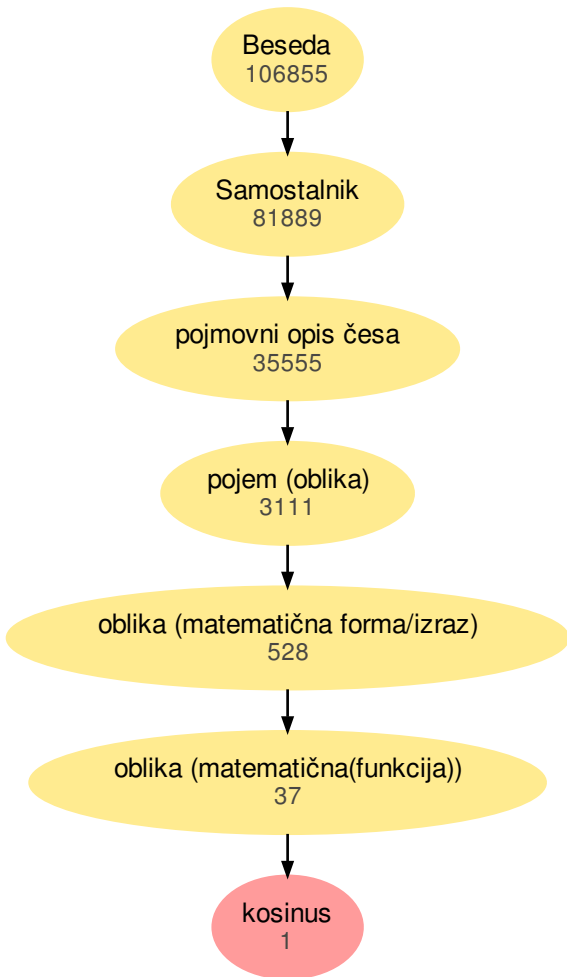 Beseda
106855
Samostalnik
81889
pojmovni opis česa
35555
pojem (oblika)
3111
oblika (matematična forma/izraz)
528
oblika (matematična(funkcija))
37
kosinus
1